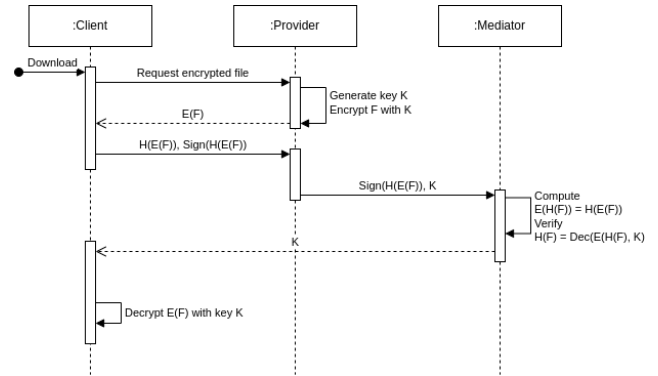 :Client
:Provider
:Mediator
Download
Request encrypted file
Generate key K
Encrypt F with K
E(F)
H(E(F)), Sign(H(E(F))
Sign(H(E(F)), K
Compute
E(H(F)) = H(E(F))
Verify
H(F) = Dec(E(H(F), K)
K
Decrypt E(F) with key K